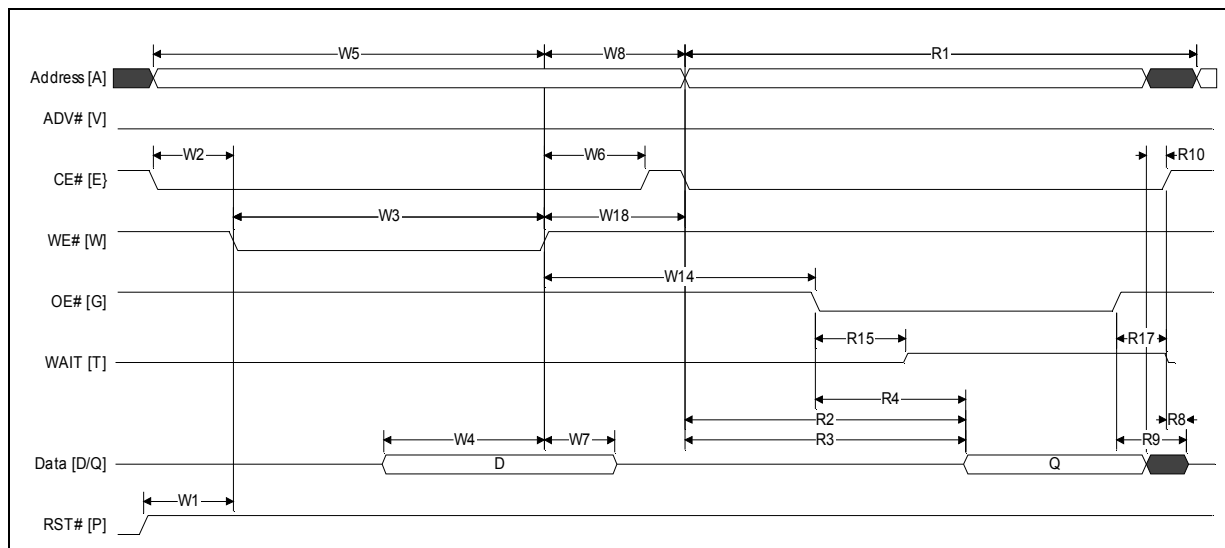 W5
W8
R1
Address [A]
ADV# [V]
W2
W6
R10
CE# [E}
W3
W18
WE# [W]
W14
OE# [G]
R15
R17
WAIT [T]
R4
R2
R8
R3
W4
W7
R9
Data [D/Q]
D
Q
W1
RST# [P]